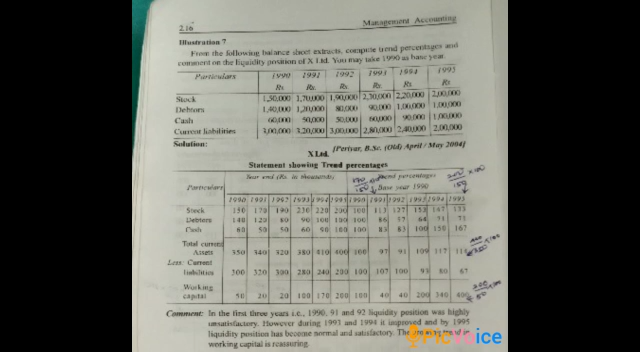 2.16 Management Accounting
Illustration 7
From the following balance sheet extracts, compute trend percentages and
comment on the liquidity position of X Ltd. You may take 1990 as base year.
Particulars 1990 1991 1992 1993 1994 1995
Rs. Rs. Rs. Rs. Rs. Rs.
Stock 1,50,000 1,70,000 1,90,000 2,30,000 2,20,000 2,00,000
Debtors 1,40,000 1,20,000 80,000 90,000 1,00,000 1,00,000
Cash 60,000 50,000 50,000 60,000 90,000 1,00,000
Current liabilities 3,00,000 3,20,000 3,00,000 2,80,000 2,40,000 2,00,000
Solution: [Periyar, B.Sc. (Old) April / May 2004]
X Ltd.
Statement showing Trend percentages
Year end (Rs. in thousands) Trend percentages
Particulars Base year 1990
1990 1991 1992 1993 1994 1995 1990 1991 1992 1993 1994 1995
Stock 150 170 190 230 220 200 100 113 127 153 147 133
Debtors 140 120 80 90 100 100 100 86 57 64 71 71
Cash 60 50 50 60 90 100 100 83 83 100 150 167
Total current
Assets 350 340 320 380 410 400 100 97 91 109 117
Less: Current
liabilities 300 320 300 280 240 200 100 107 100 93 80 67
Working
capital 50 20 20 100 170 200 100 40 40 200 340 400
Comment: In the first three years i.e., 1990, 91 and 92 liquidity position was highly
unsatisfactory. However during 1993 and 1994 it improved and by 1995
liquidity position has become normal and satisfactory. The trend in
working capital is reassuring.
PicVoice